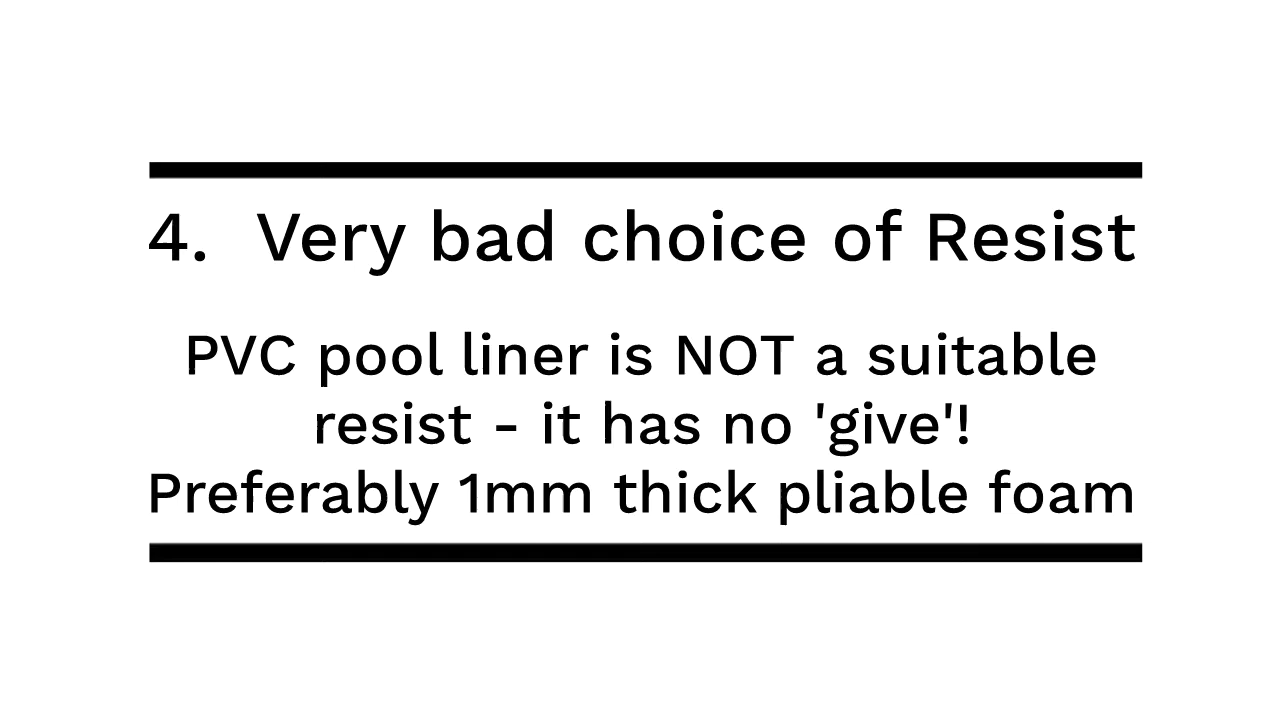 4. Very bad choice of Resist
PVC pool liner is NOT a suitable
resist - it has no 'give'!
Preferably 1mm thick pliable foam